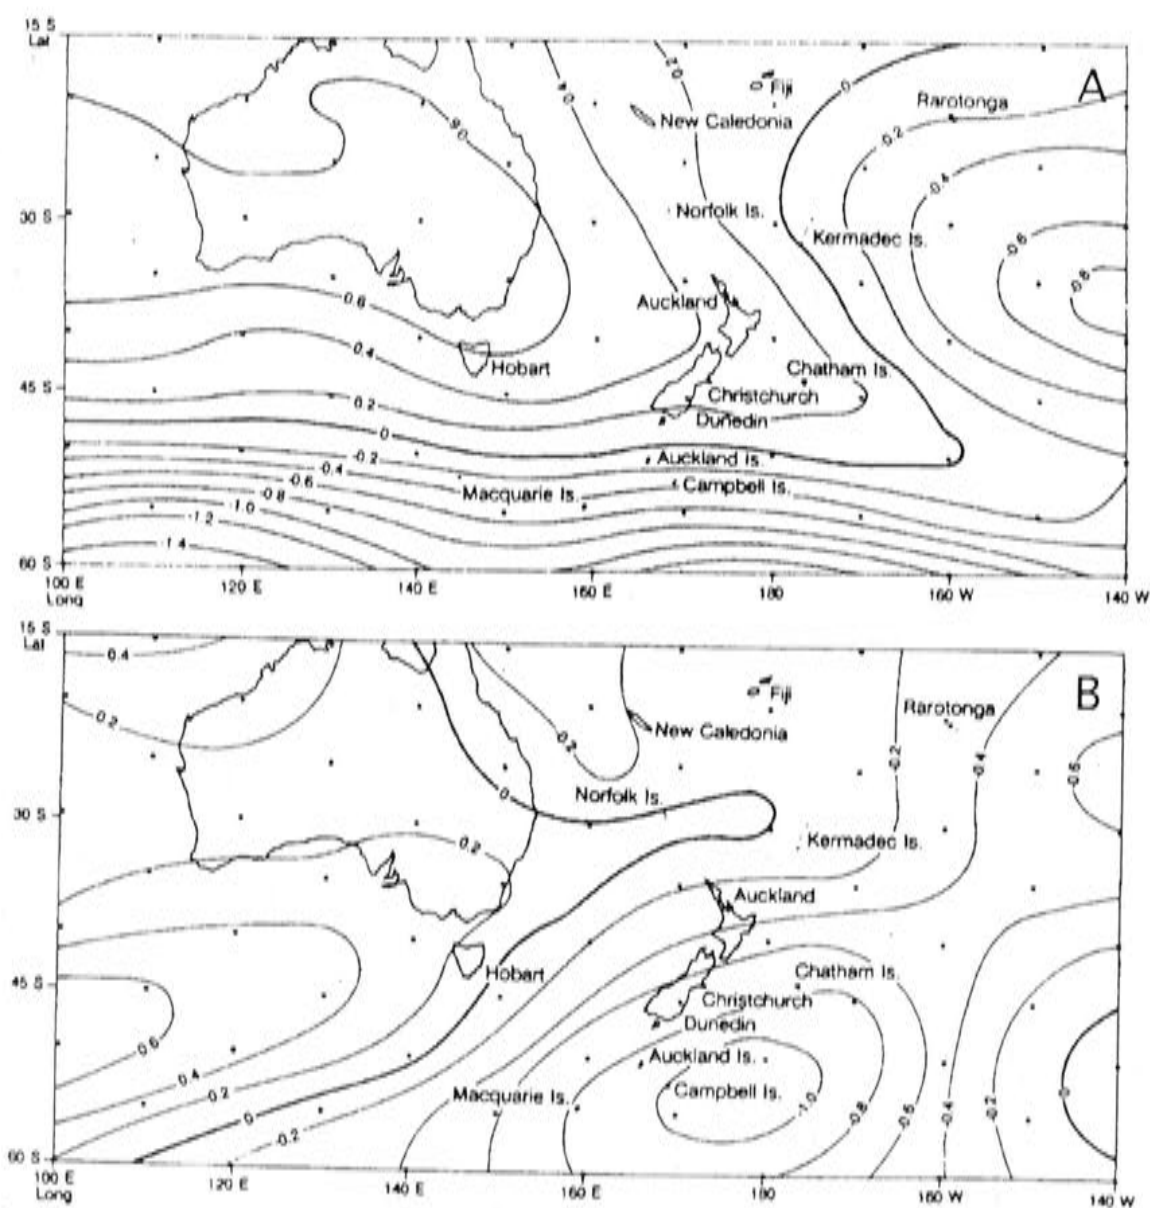 15 S
Lat
A
Fiji
Rarotonga
New Caledonia
0
-0.2
-0.4
30 S
Norfolk Is.
Kermadec Is.
Auckland
0.6
0.4
Hobart
Chatham Is.
45 S
0.2
Christchurch
Dunedin
0
-0.2
-0.4
-0.6
-0.8
-1.0
-1.2
-1.4
Auckland Is.
Campbell Is.
Macquarie Is.
60 S
100 E
Long
120 E
140 E
160 E
180
160 W
140 W
15 S
Lat
0.4
0.2
B
Fiji
Rarotonga
New Caledonia
0.2
-0.2
-0.4
-0.6
0
Norfolk Is.
30 S
0.2
Kermadec Is.
Auckland
Hobart
Chatham Is.
45 S
Christchurch
Dunedin
0.6
Auckland Is.
0.4
0.2
0
-0.2
Macquarie Is.
Campbell Is.
-1.0
-0.8
-0.6
-0.4
-0.2
0
60 S
100 E
Long
120 E
140 E
160 E
180
160 W
140 W